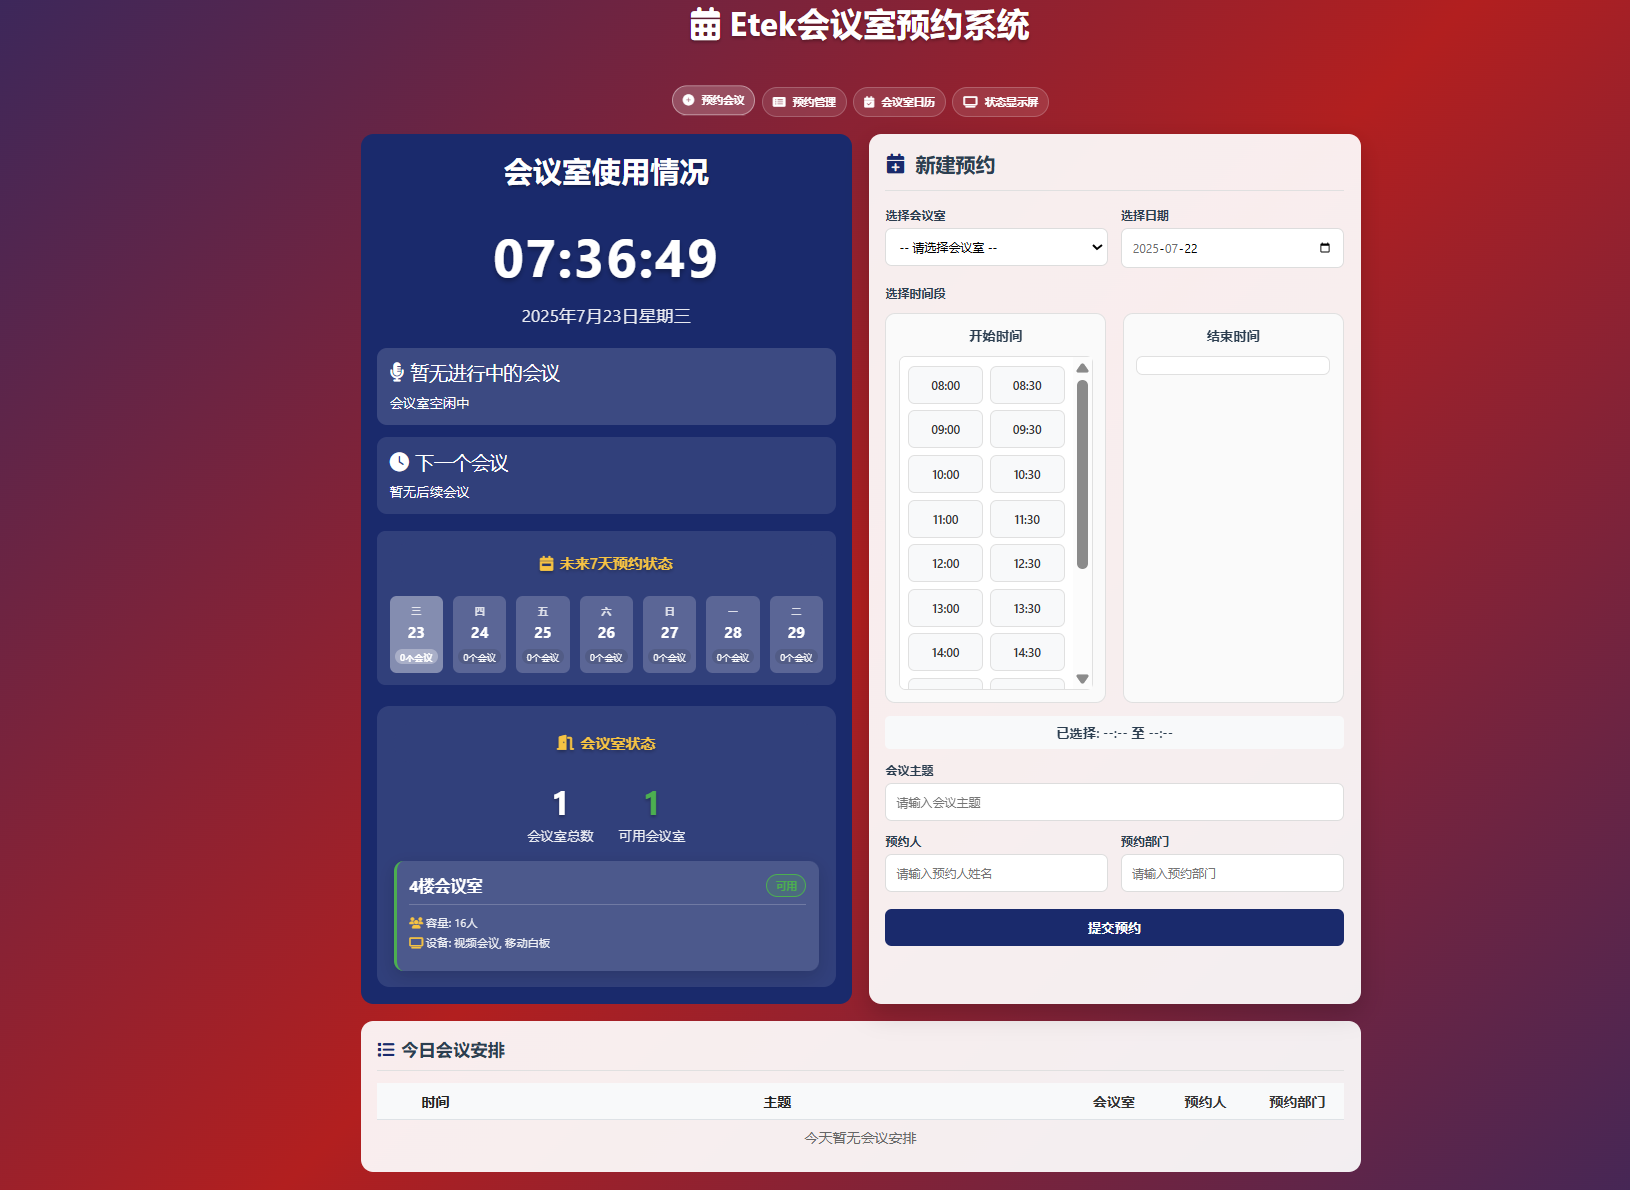 Etek会议室预约系统
预约会议 预约管理 会议室日历 状态显示屏
会议室使用情况
07:36:49
2025年7月23日星期三
暂无进行中的会议
会议室空闲中
下一个会议
暂无后续会议
未来7天预约状态
三 四 五 六 日 一 二
23 24 25 26 27 28 29
0个会议 0个会议 0个会议 0个会议 0个会议 0个会议 0个会议
会议室状态
1 1
会议室总数 可用会议室
4楼会议室 可用
容量: 16人
设备: 视频会议, 移动白板
新建预约
选择会议室 选择日期
-- 请选择会议室 -- 2025-07-22
选择时间段
开始时间 结束时间
08:00 08:30
09:00 09:30
10:00 10:30
11:00 11:30
12:00 12:30
13:00 13:30
14:00 14:30
已选择: --:-- 至 --:--
会议主题
请输入会议主题
预约人 预约部门
请输入预约人姓名 请输入预约部门
提交预约
今日会议安排
时间 主题 会议室 预约人 预约部门
今天暂无会议安排